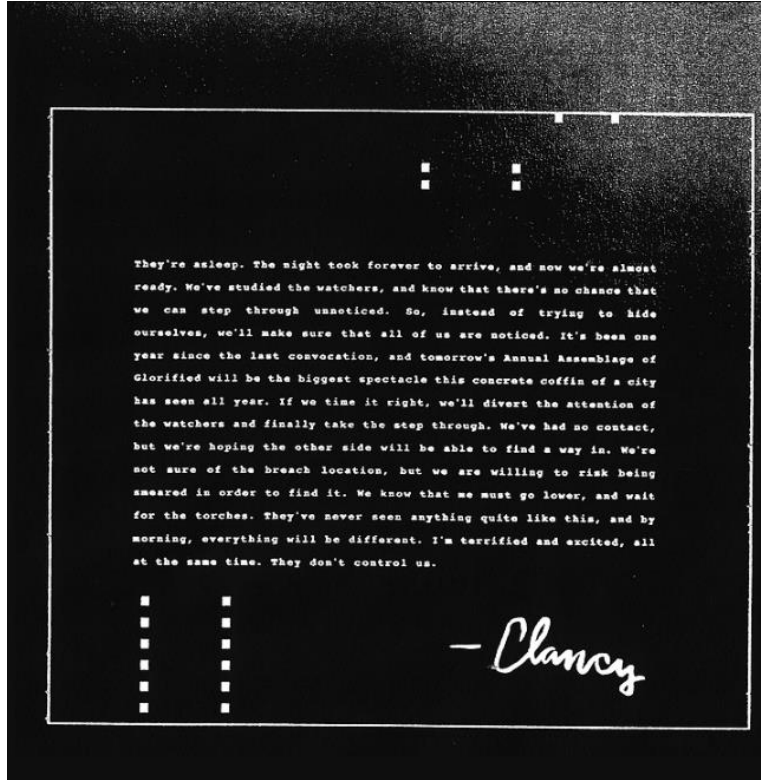 They're asleep. The night took forever to arrive, and now we're almost
ready. We've studied the watchers, and know that there's no chance that
we can step through unnoticed. So, instead of trying to hide
ourselves, we'll make sure that all of us are noticed. It's been one
year since the last convocation, and tomorrow's Annual Assemblage of
Glorified will be the biggest spectacle this concrete coffin of a city
has seen all year. If we time it right, we'll divert the attention of
the watchers and finally take the step through. We've had no contact,
but we're hoping the other side will be able to find a way in. We're
not sure of the breach location, but we are willing to risk being
smeared in order to find it. We know that me must go lower, and wait
for the torches. They've never seen anything quite like this, and by
morning, everything will be different. I'm terrified and excited, all
at the same time. They don't control us.
— Clancy